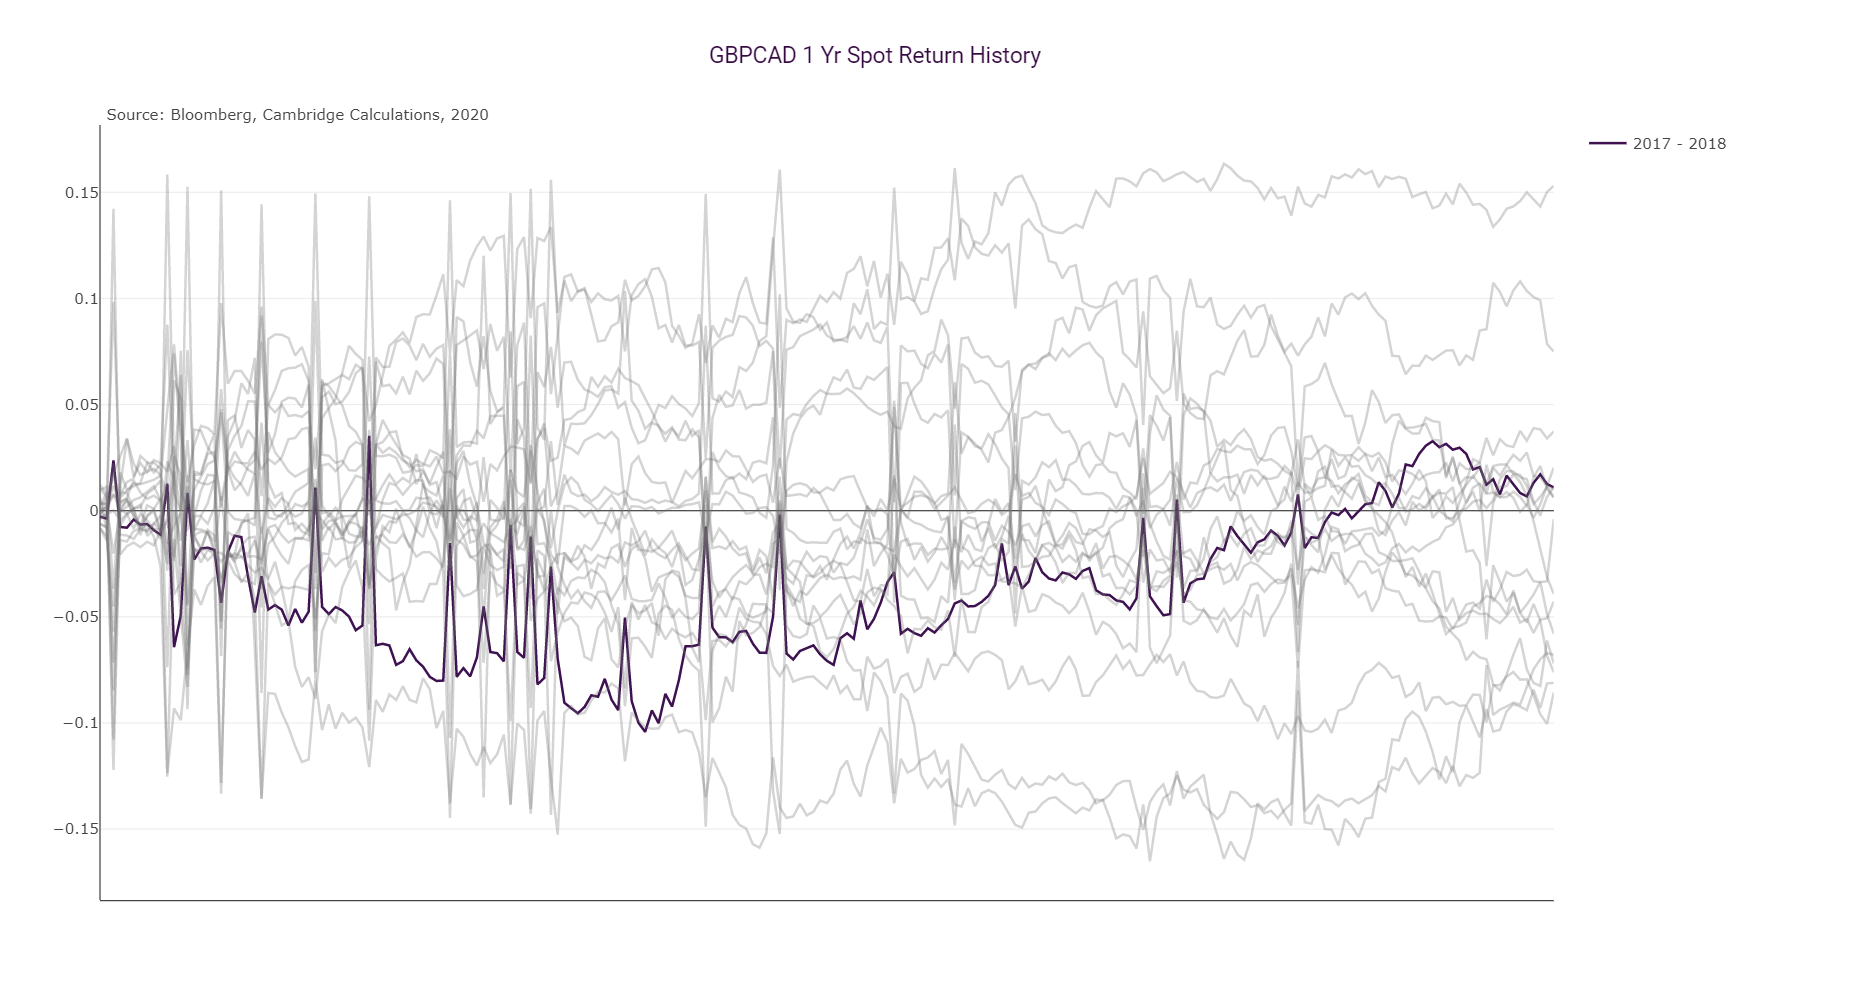 GBPCAD 1 Yr Spot Return History
Source: Bloomberg, Cambridge Calculations, 2020
2017 - 2018
0.15
0.1
0.05
0
−0.05
−0.1
−0.15